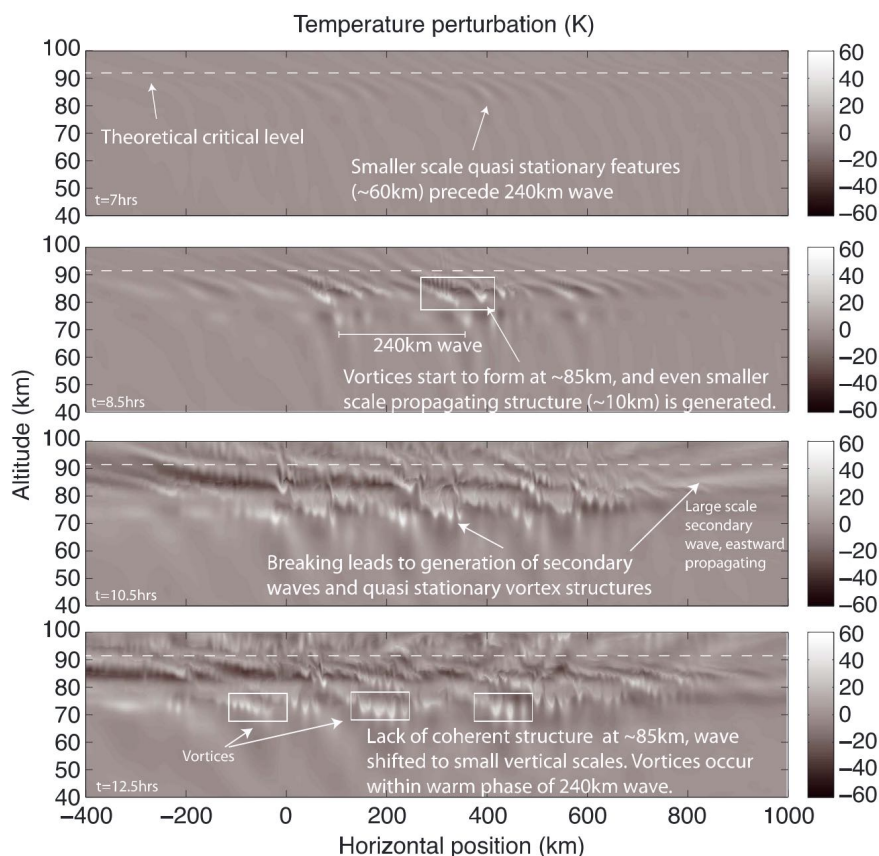 Temperature perturbation (K)
100
90
80
70
60
50
40
Theoretical critical level
Smaller scale quasi stationary features
(~60km) precede 240km wave
t=7hrs
60
40
20
0
−20
−40
−60
100
90
80
70
60
50
40
240km wave
Vortices start to form at ~85km, and even smaller
scale propagating structure (~10km) is generated.
t=8.5hrs
60
40
20
0
−20
−40
−60
Altitude (km)
100
90
80
70
60
50
40
Large scale
secondary
wave, eastward
propagating
Breaking leads to generation of secondary
waves and quasi stationary vortex structures
t=10.5hrs
60
40
20
0
−20
−40
−60
100
90
80
70
60
50
40
Vortices
Lack of coherent structure at ~85km, wave
shifted to small vertical scales. Vortices occur
within warm phase of 240km wave.
t=12.5hrs
60
40
20
0
−20
−40
−60
−400 −200 0 200 400 600 800 1000
Horizontal position (km)